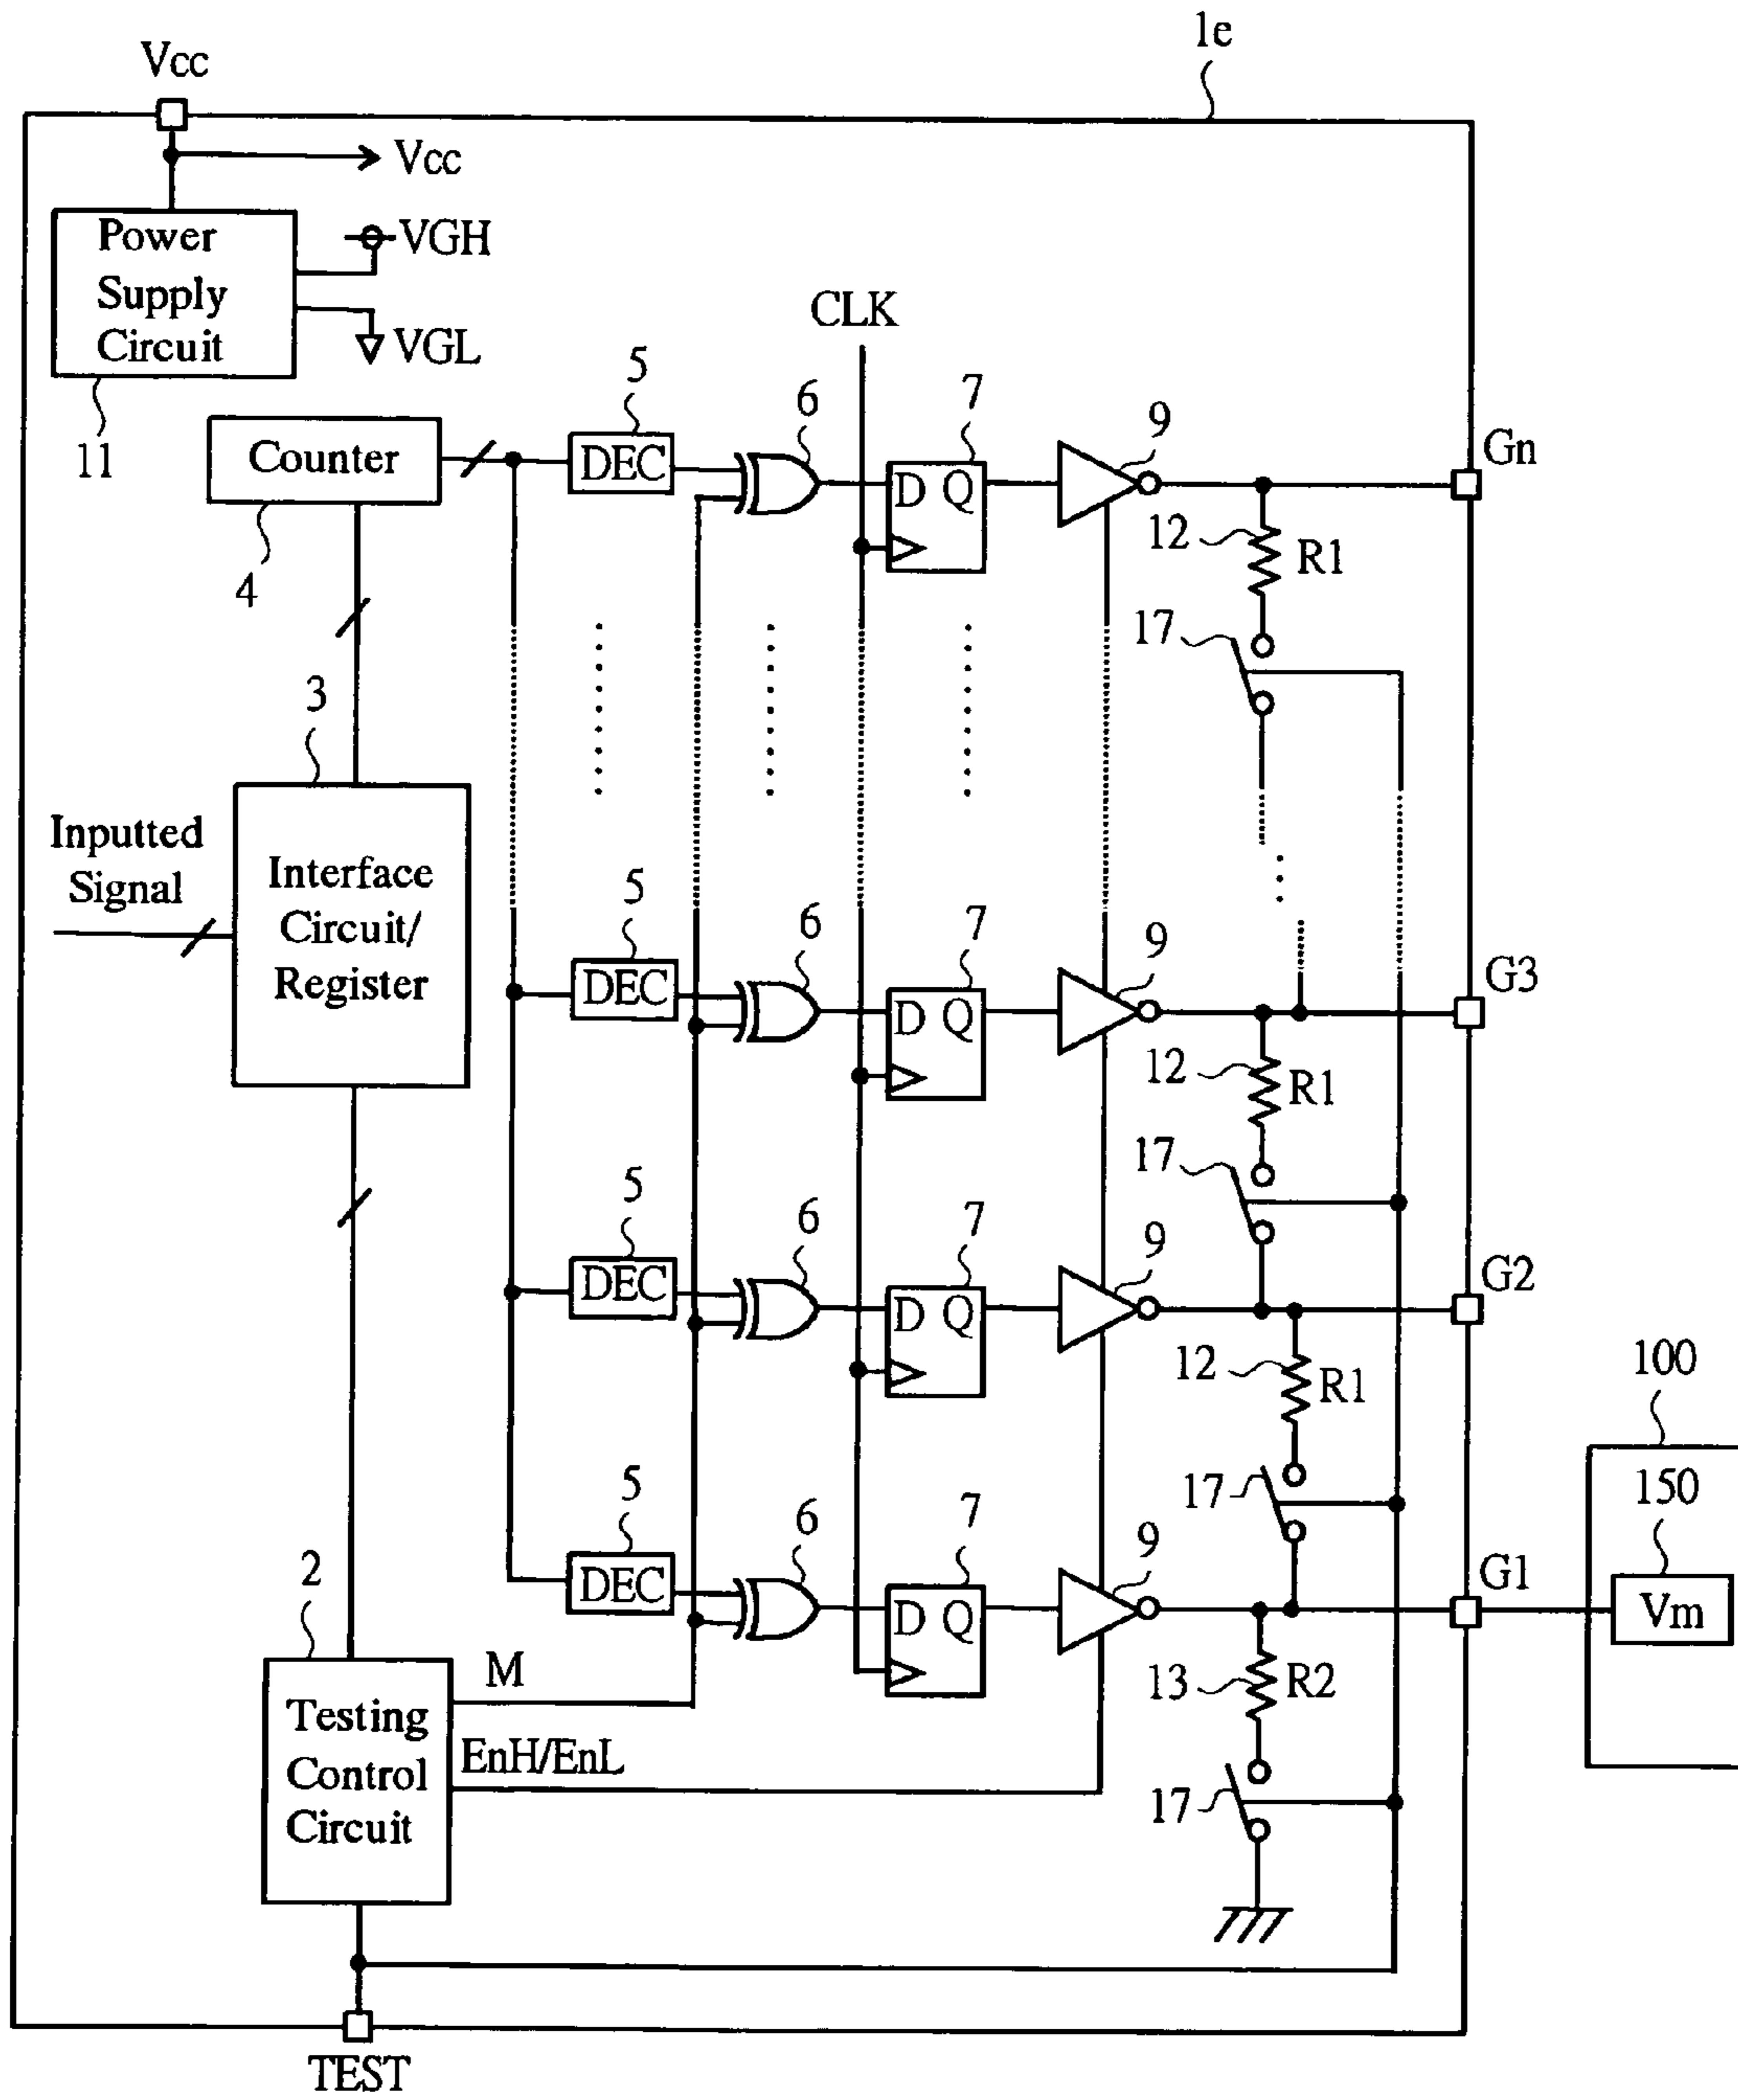 1e
Vcc
Vcc
Power
Supply
Circuit
VGH
VGL
11
CLK
Counter
4
5
DEC
6
7
D Q
9
Gn
12
R1
17
3
Inputted
Signal
Interface
Circuit/
Register
5
DEC
6
7
D Q
9
G3
12
R1
17
5
DEC
6
7
D Q
9
G2
12
R1
17
100
150
Vm
5
DEC
6
7
D Q
9
G1
13
R2
17
2
Testing
Control
Circuit
M
EnH/EnL
TEST